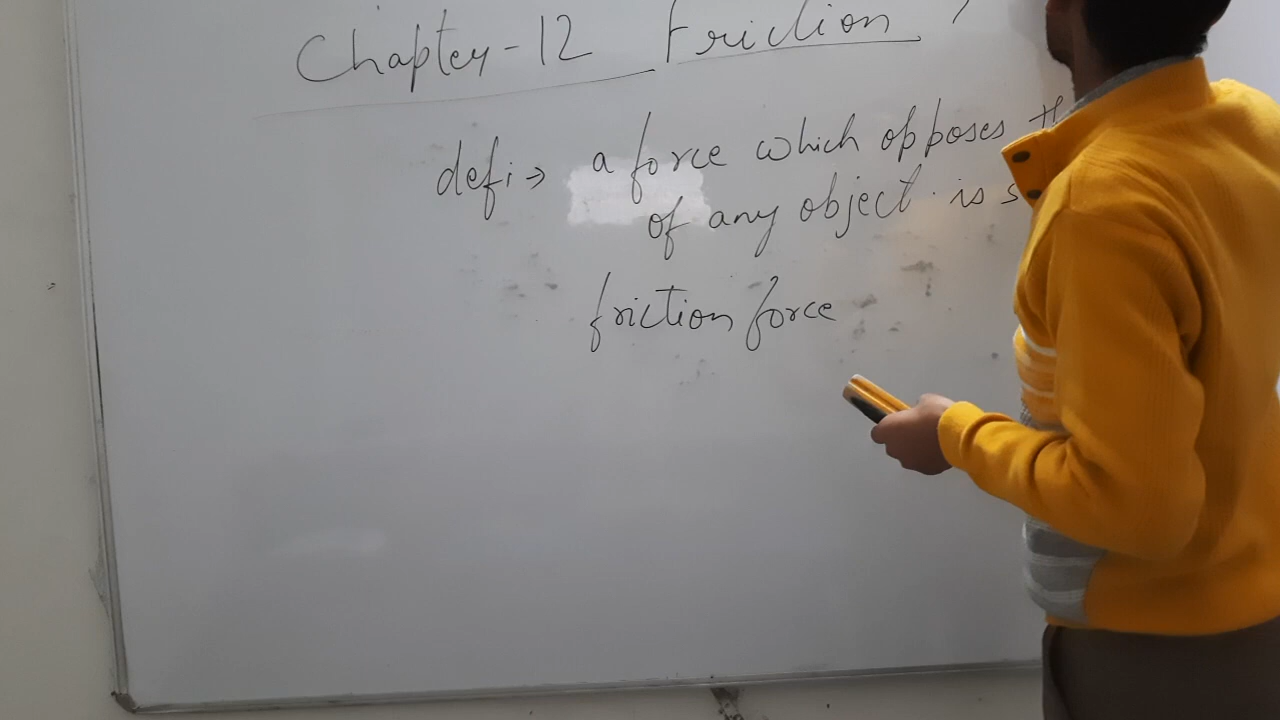 Chapter-12 Friction
defi → a force which opposes
of any object. is
friction force